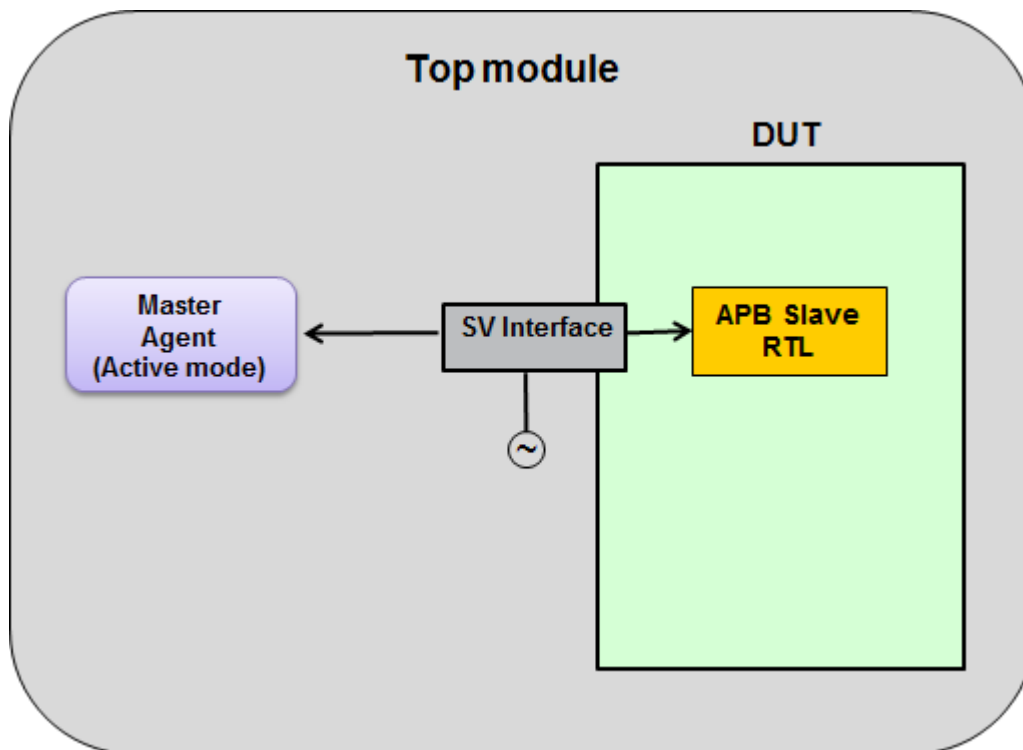 Top module
DUT
Master
Agent
(Active mode)
SV Interface
APB Slave
RTL
~